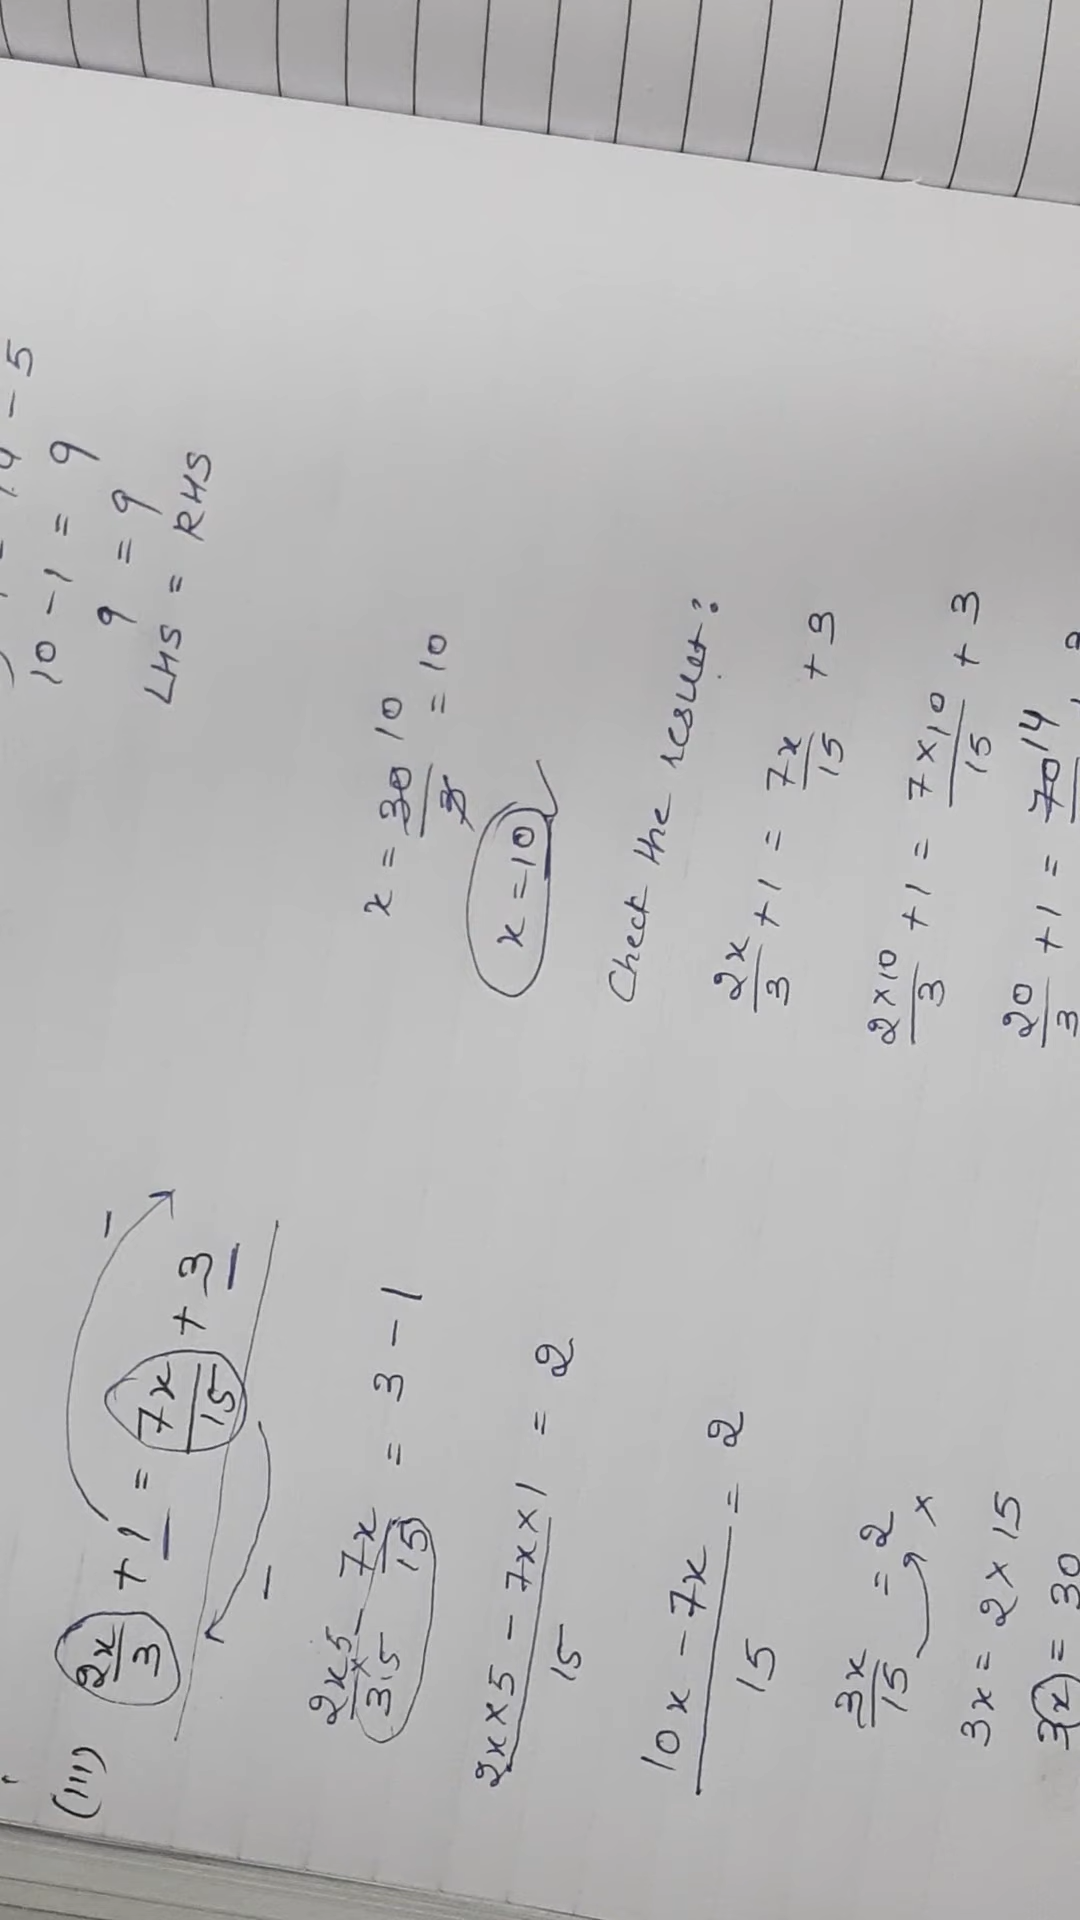 (III) 2x/3 + 1 = 7x/15 + 3
2x×5/3×5 - 7x/15 = 3 - 1
2x×5 - 7x×1/15 = 2
10x - 7x/15 = 2
3x/15 = 2
3x = 2×15
3x = 30
10 - 1 = 9
9 = 9
LHS = RHS
x = 30/3 10 = 10
x = 10
Check the result:
2x/3 + 1 = 7x/15 + 3
2×10/3 + 1 = 7×10/15 + 3
20/3 + 1 = 70 14